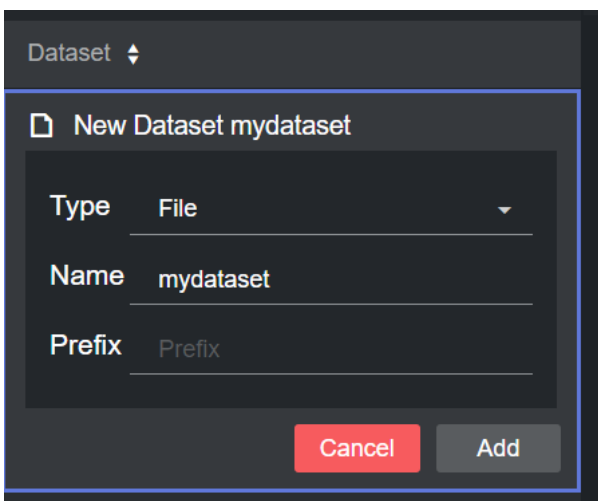 Dataset
New Dataset mydataset
Type File
Name mydataset
Prefix Prefix
Cancel Add